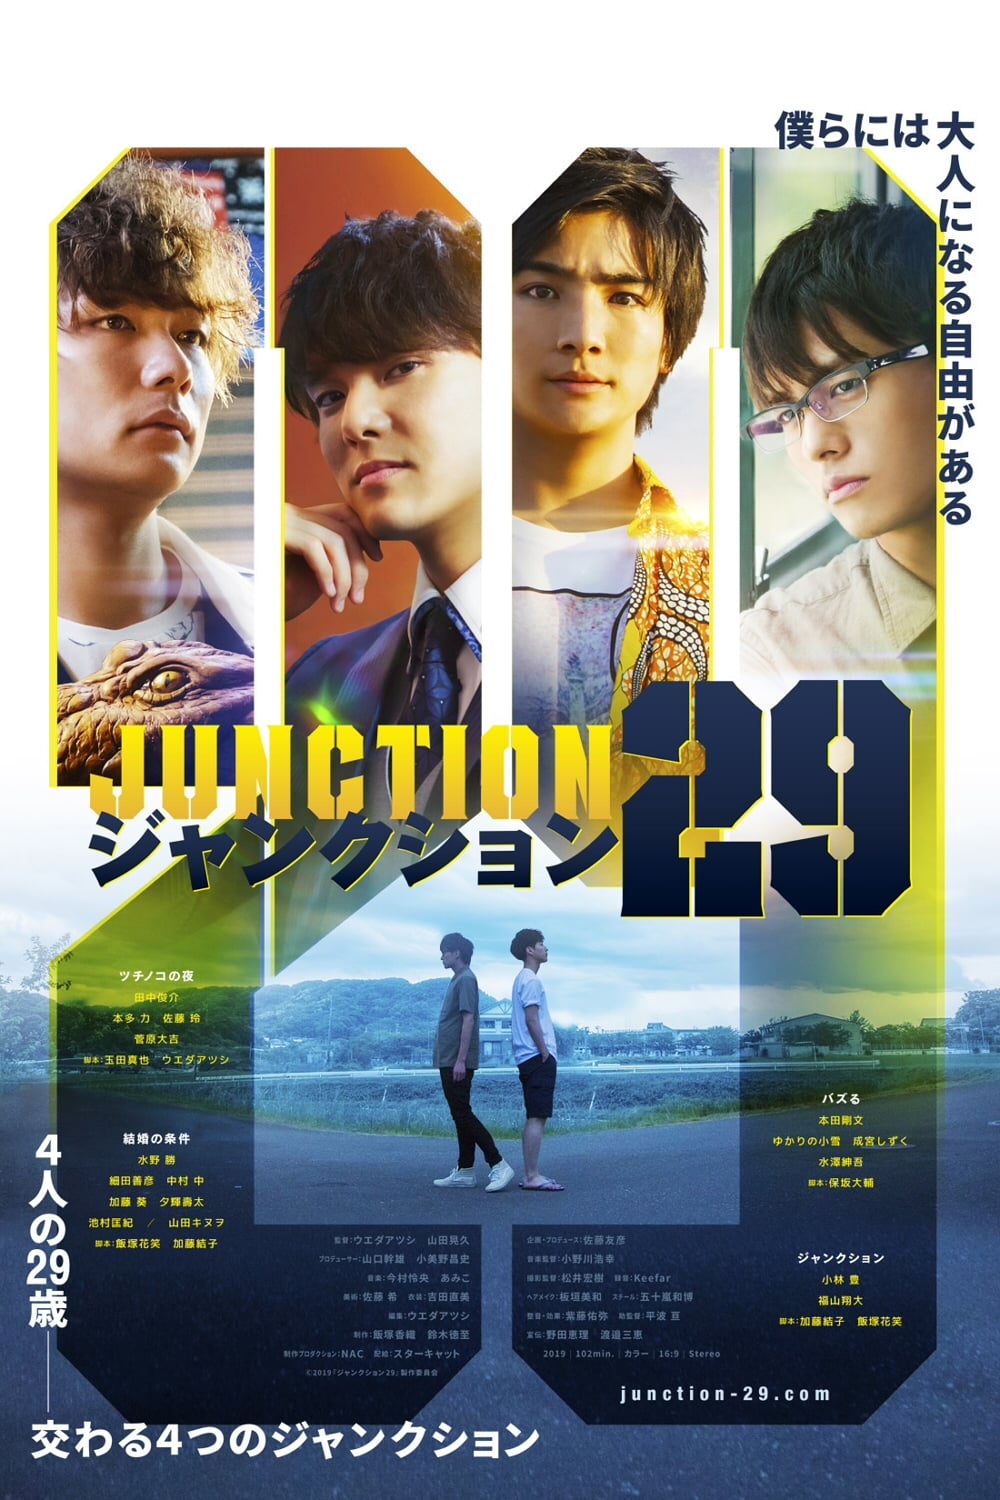 僕らには
大人になる自由がある
JUNCTION
ジャンクション
29
ツチノコの夜
田中俊介
本多 力　佐藤 玲
菅原大吉
脚本:玉田真也　ウエダアツシ
結婚の条件
水野 勝
細田善彦　中村 中
加藤 葵　夕輝壽太
池村匡紀　／　山田キヌヲ
脚本:飯塚花笑　加藤結子
バズる
本田剛文
ゆかりの小雪　成宮しずく
水澤紳吾
脚本:保坂大輔
ジャンクション
小林 豊
福山翔大
脚本:加藤結子　飯塚花笑
監督:ウエダアツシ　山田晃久
プロデューサー:山口幹雄　小美野昌史
音楽:今村怜央　あみこ
美術:佐藤 希　衣装:吉田直美
編集:ウエダアツシ
制作:飯塚香織　鈴木徳至
制作プロダクション:NAC　配給:スターキャット
©2019『ジャンクション29』製作委員会
企画・プロデュース:佐藤友彦
音楽監督:小野川浩幸
撮影監督:松井宏樹　録音:Keefar
ヘアメイク:板垣美和　スチール:五十嵐和博
整音・効果:紫藤佑弥　助監督:平波 亘
宣伝:野田恵理　渡邉三恵
2019｜102min.｜カラー｜16:9｜Stereo
junction-29.com
4人の29歳
交わる4つのジャンクション